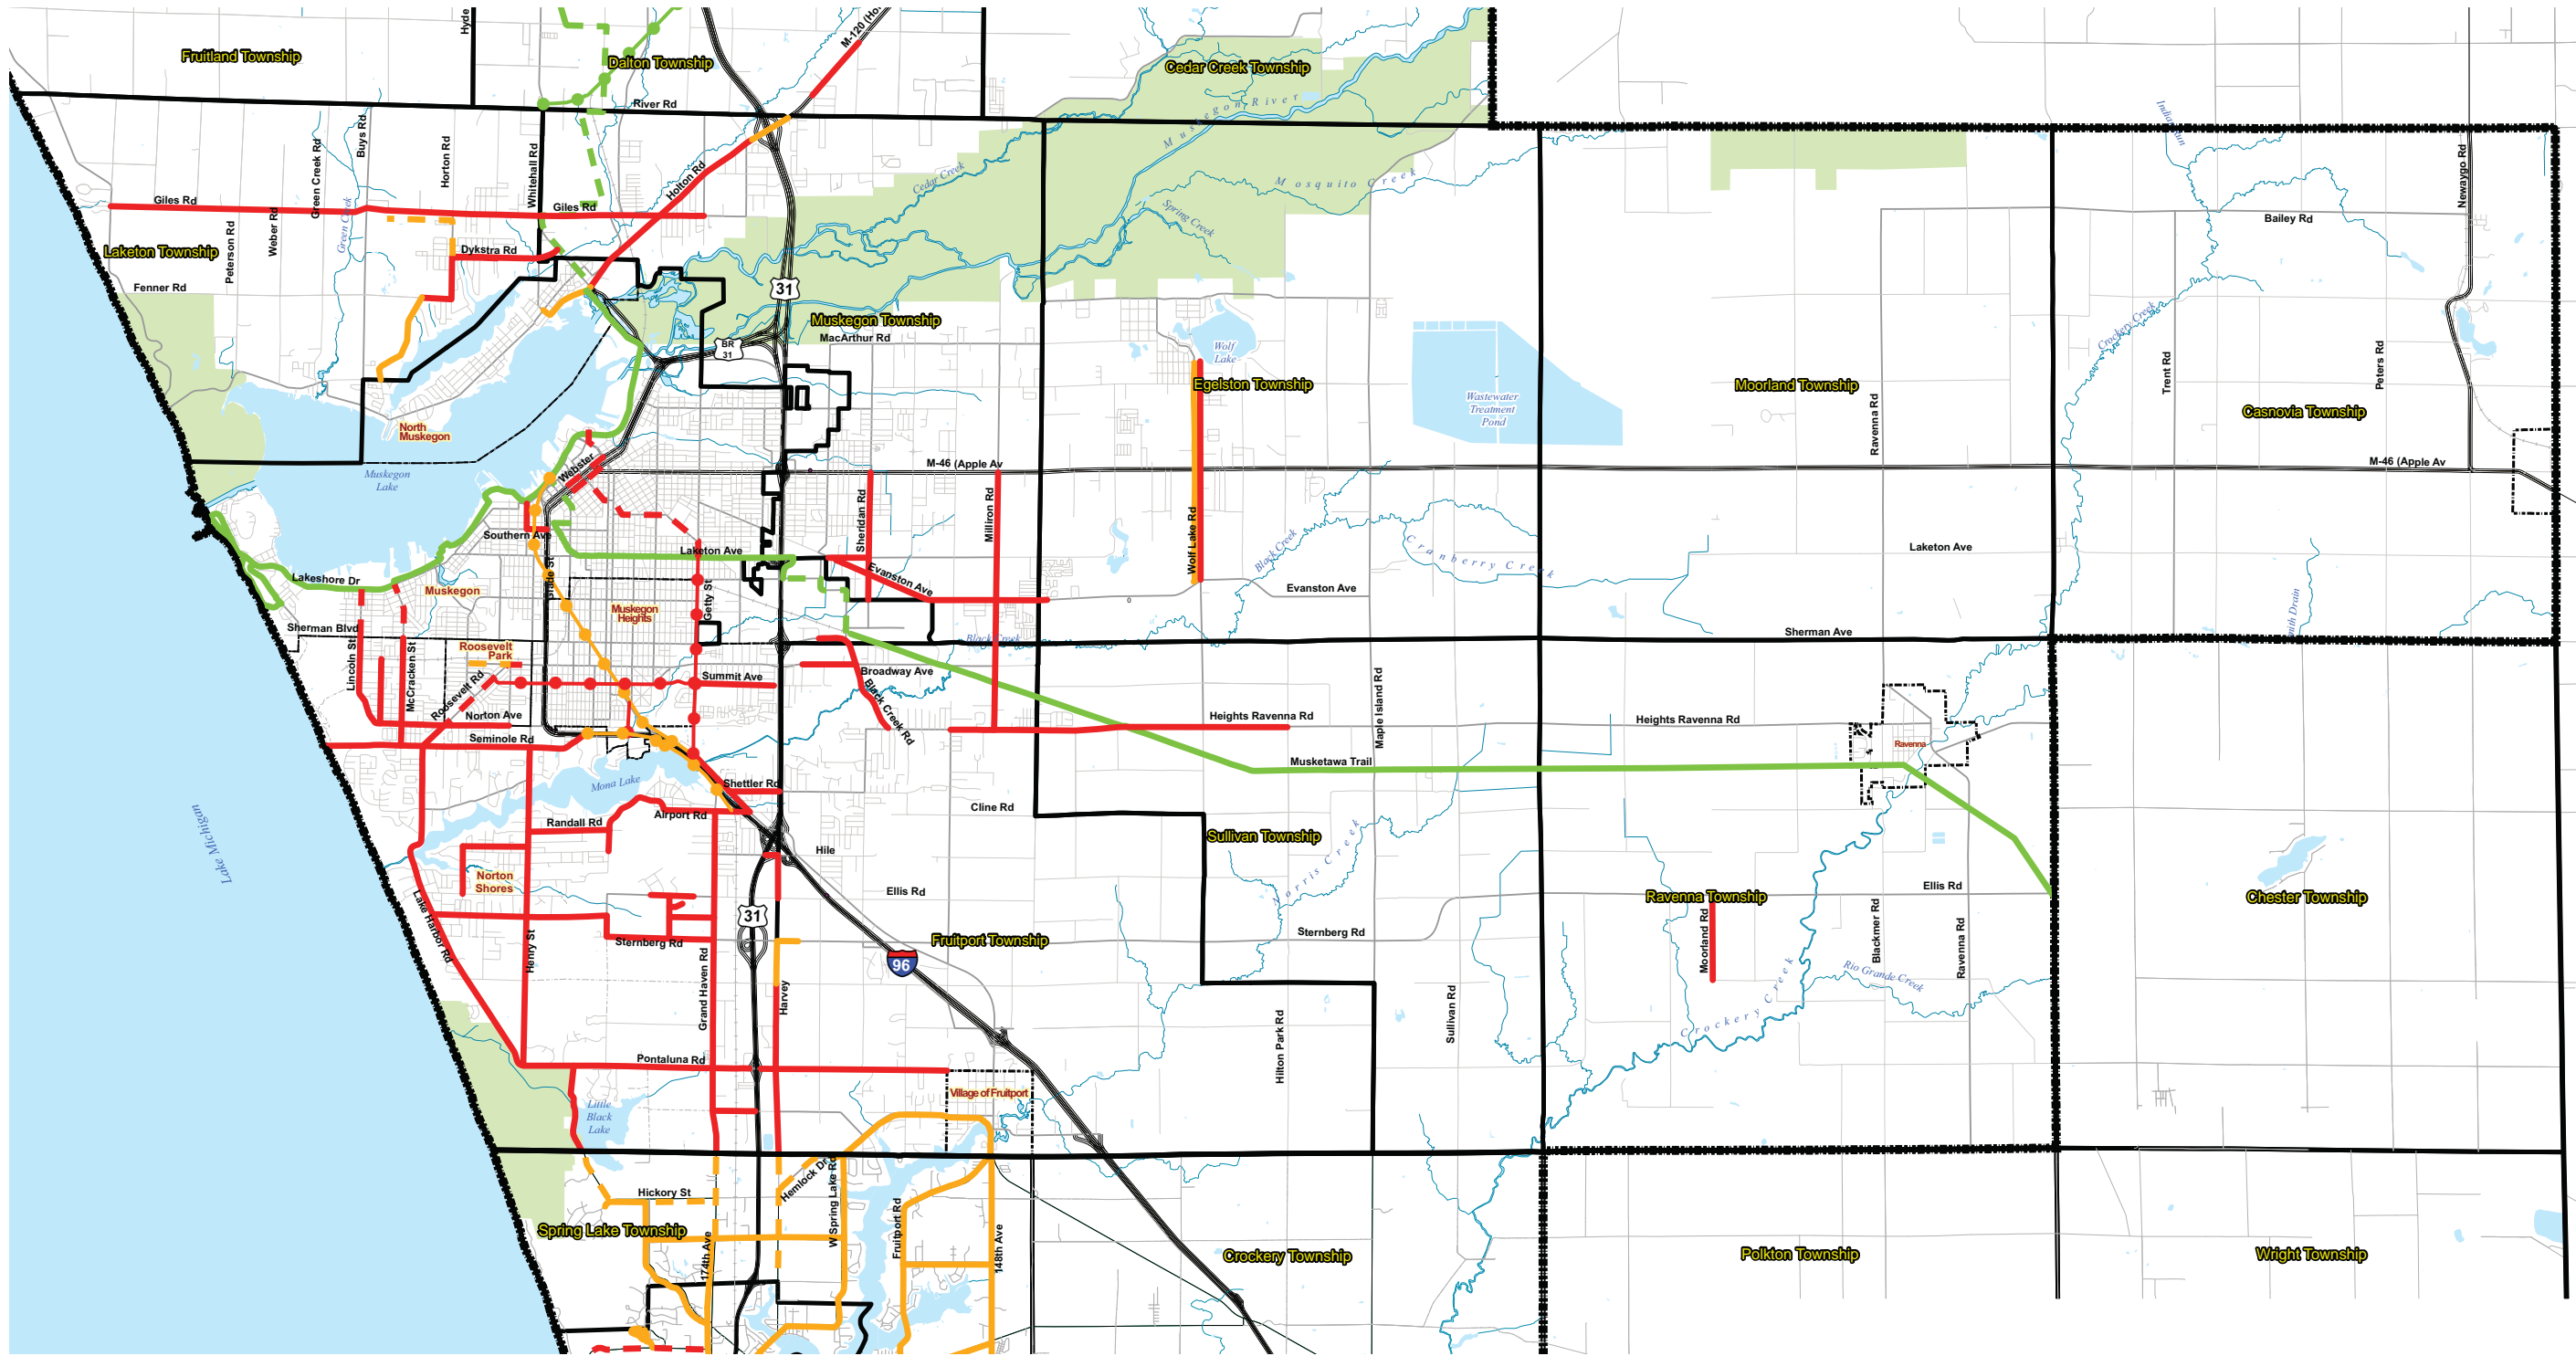 Hyde
M-120 (Ho
Fruitland Township
Dalton Township
Cedar Creek Township
River Rd
Muskegon River
Green Creek Rd
Buys Rd
Horton Rd
Whitehall Rd
Holton Rd
Cedar Creek
Mosquito Creek
Newaygo Rd
Giles Rd
Giles Rd
Peterson Rd
Weber Rd
Green Creek
Spring Creek
Bailey Rd
Laketon Township
Dykstra Rd
Fenner Rd
31
Muskegon Township
MacArthur Rd
BR
31
Wolf
Lake
Crockery Creek
Trent Rd
Peters Rd
Egelston Township
Moorland Township
Casnovia Township
Wastewater
Treatment
Pond
Ravenna Rd
North
Muskegon
Muskegon
Lake
Webster
M-46 (Apple Av
M-46 (Apple Av
Sheridan Rd
Milliron Rd
Wolf Lake Rd
Southern Ave
Laketon Ave
Black Creek
Cranberry Creek
Laketon Ave
Lakeshore Dr
Muskegon
Evanston Ave
Evanston Ave
Getty St
Muskegon
Heights
Sherman Blvd
Black Creek
Sherman Ave
Roosevelt
Park
Lincoln St
McCracken St
Roosevelt Rd
Summit Ave
Broadway Ave
Black Creek Rd
Maple Island Rd
Norton Ave
Heights Ravenna Rd
Heights Ravenna Rd
Seminole Rd
Ravenna
Musketawa Trail
Mona Lake
Shettler Rd
Lake Michigan
Cline Rd
Airport Rd
Randall Rd
Sullivan Township
Hile
Norton
Shores
Ellis Rd
Ellis Rd
Ravenna Township
Chester Township
Lake Harbor Rd
31
Henry St
Sternberg Rd
Fruitport Township
Sternberg Rd
Moorland Rd
Blackmer Rd
Ravenna Rd
96
Grand Haven Rd
Harvey
Rio Grande Creek
Crockery Creek
Sullivan Rd
Hilton Park Rd
Pontaluna Rd
Village of Fruitport
Little
Black
Lake
Hemlock Dr
W Spring Lake Rd
Hickory St
Fruitport Rd
Spring Lake Township
174th Ave
148th Ave
Crockery Township
Polkton Township
Wright Township